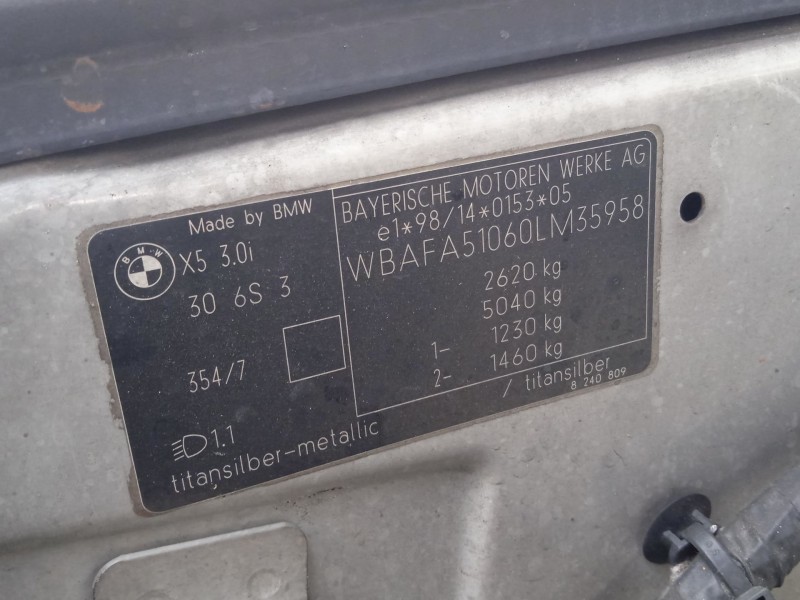 Made by BMW
BMW
X5 3.0i
30 6S 3
354/7
1.1
titansilber-metallic
BAYERISCHE MOTOREN WERKE AG
e1*98/14*0153*05
WBAFA51060LM35958
2620 kg
5040 kg
1- 1230 kg
2- 1460 kg
/ titansilber
8 240 809